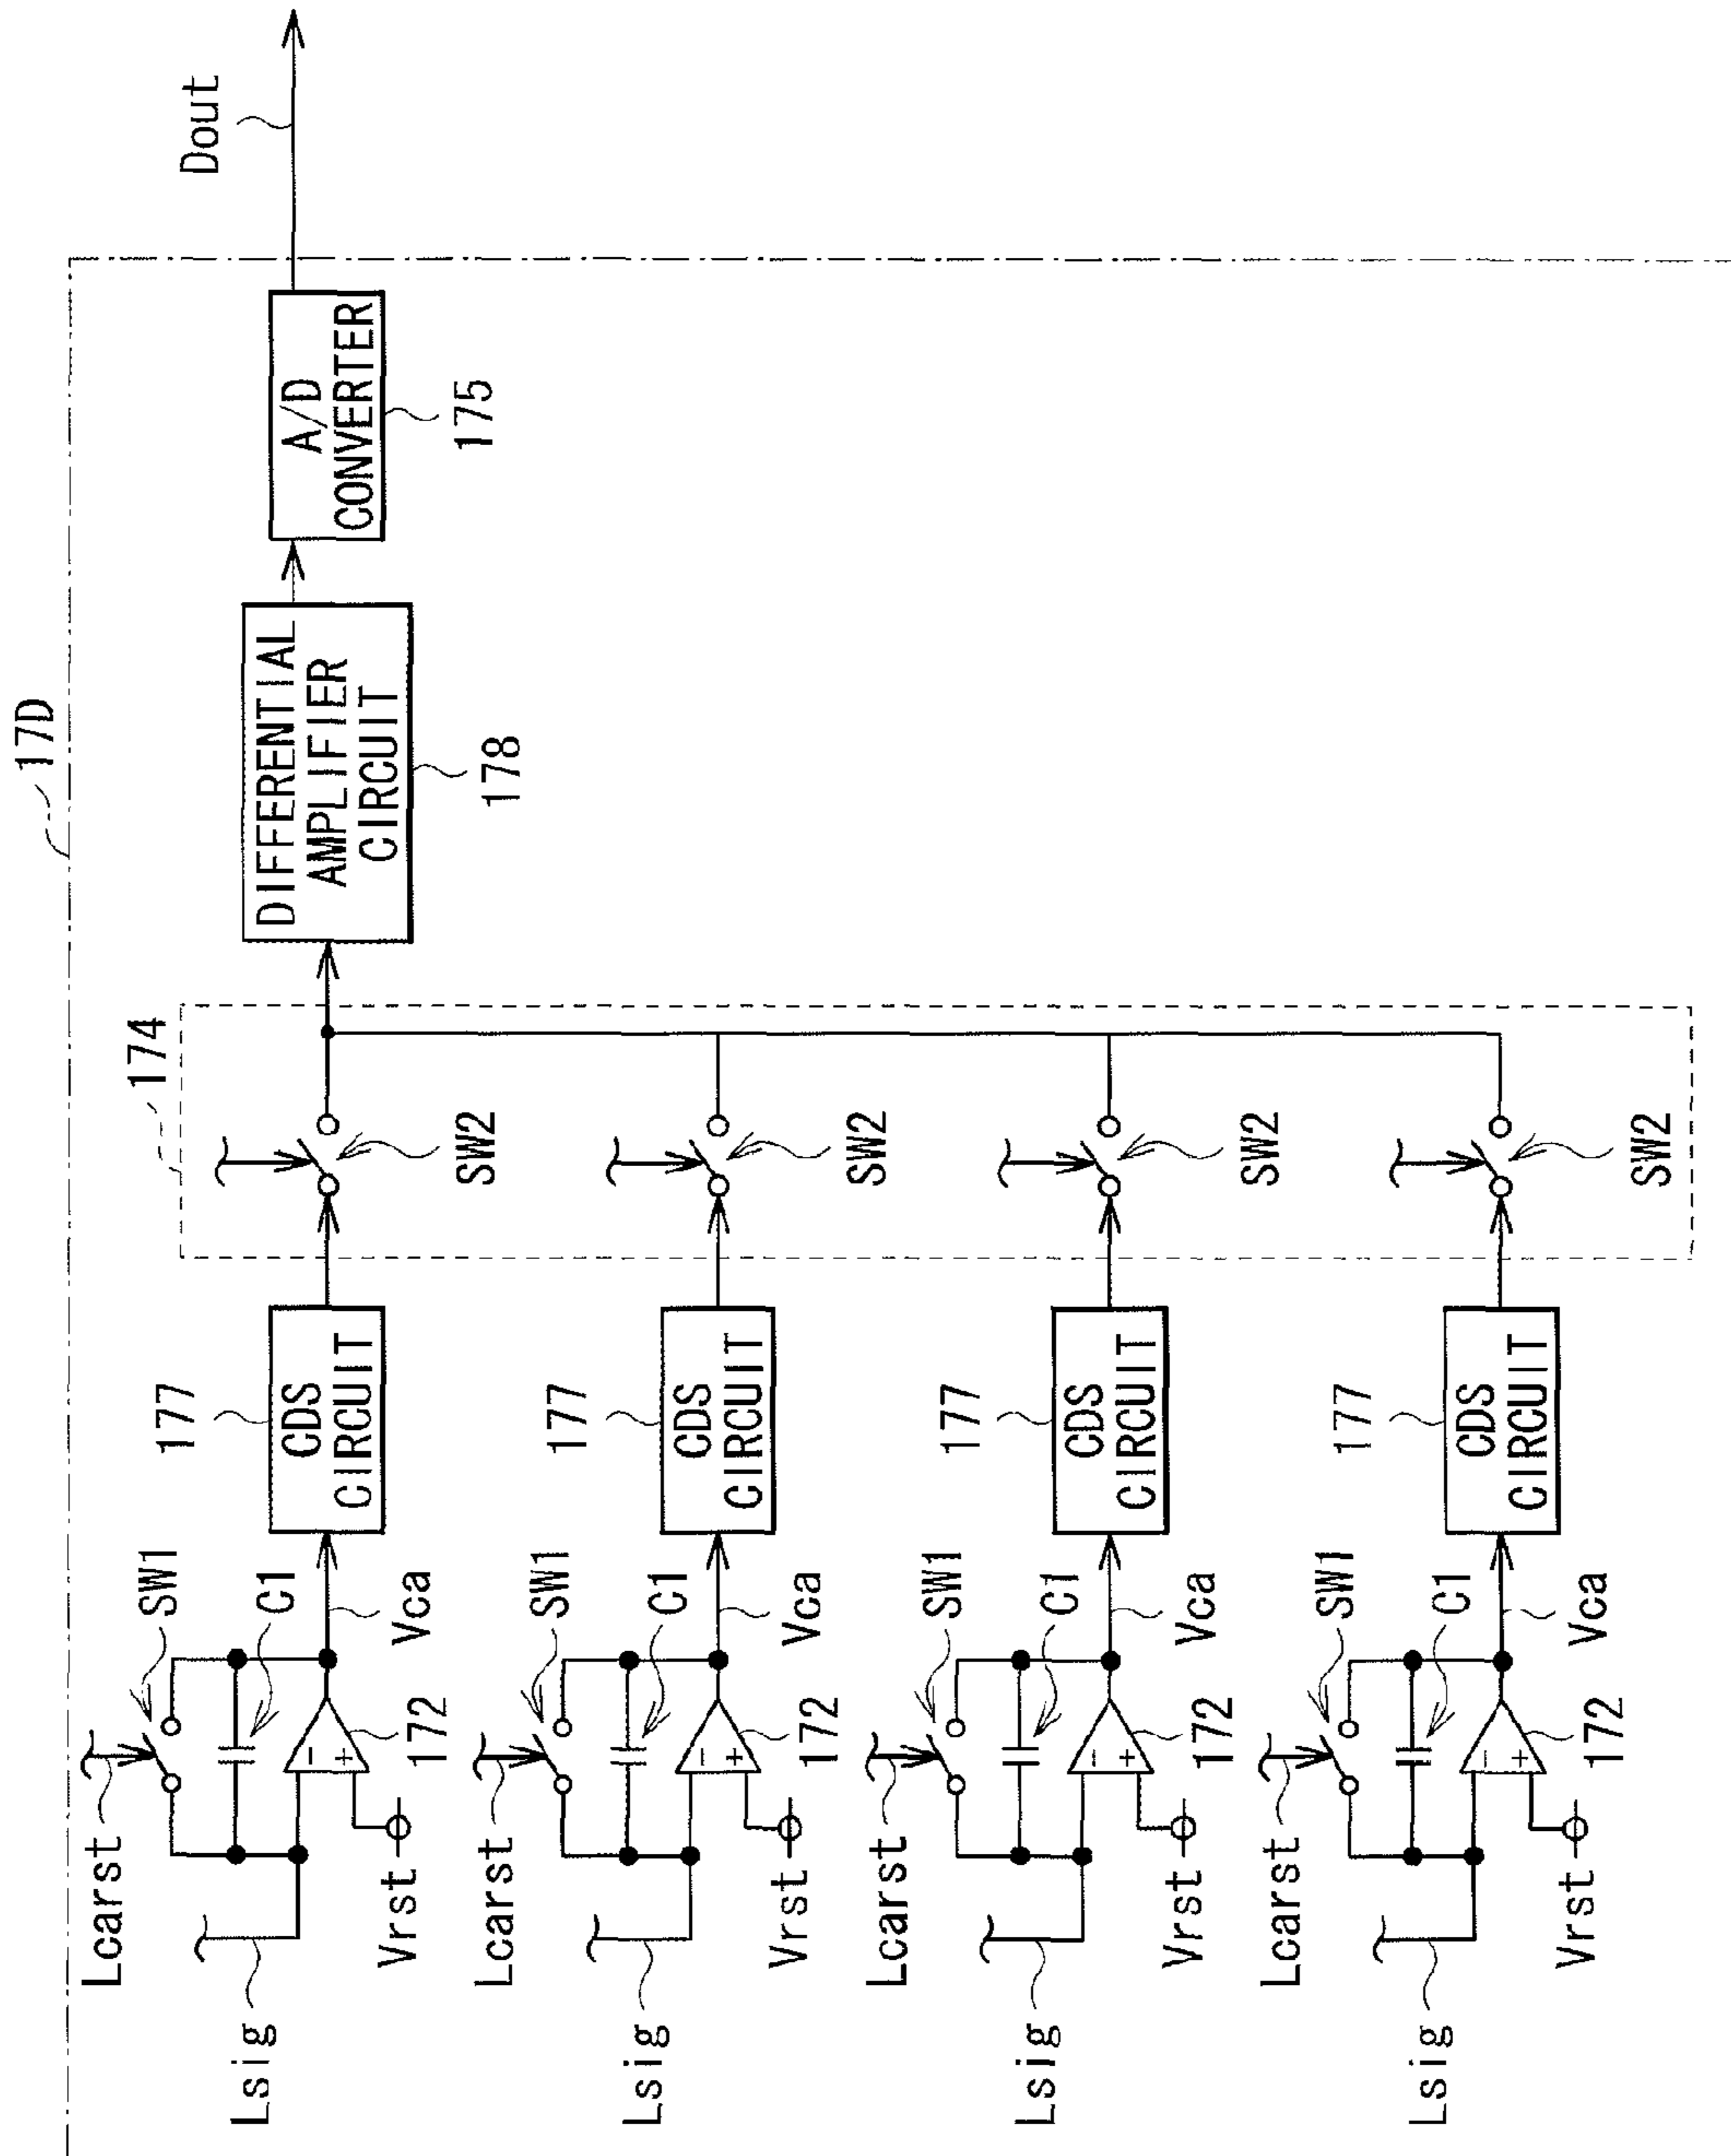 17D
Dout
A/D
CONVERTER
175
DIFFERENTIAL
AMPLIFIER
CIRCUIT
178
174
SW2
SW2
SW2
SW2
177
CDS
CIRCUIT
177
CDS
CIRCUIT
177
CDS
CIRCUIT
177
CDS
CIRCUIT
Lcarst
SW1
C1
Vca
172
Vrst
Lsig
Lcarst
SW1
C1
Vca
172
Vrst
Lsig
Lcarst
SW1
C1
Vca
172
Vrst
Lsig
Lcarst
SW1
C1
Vca
172
Vrst
Lsig